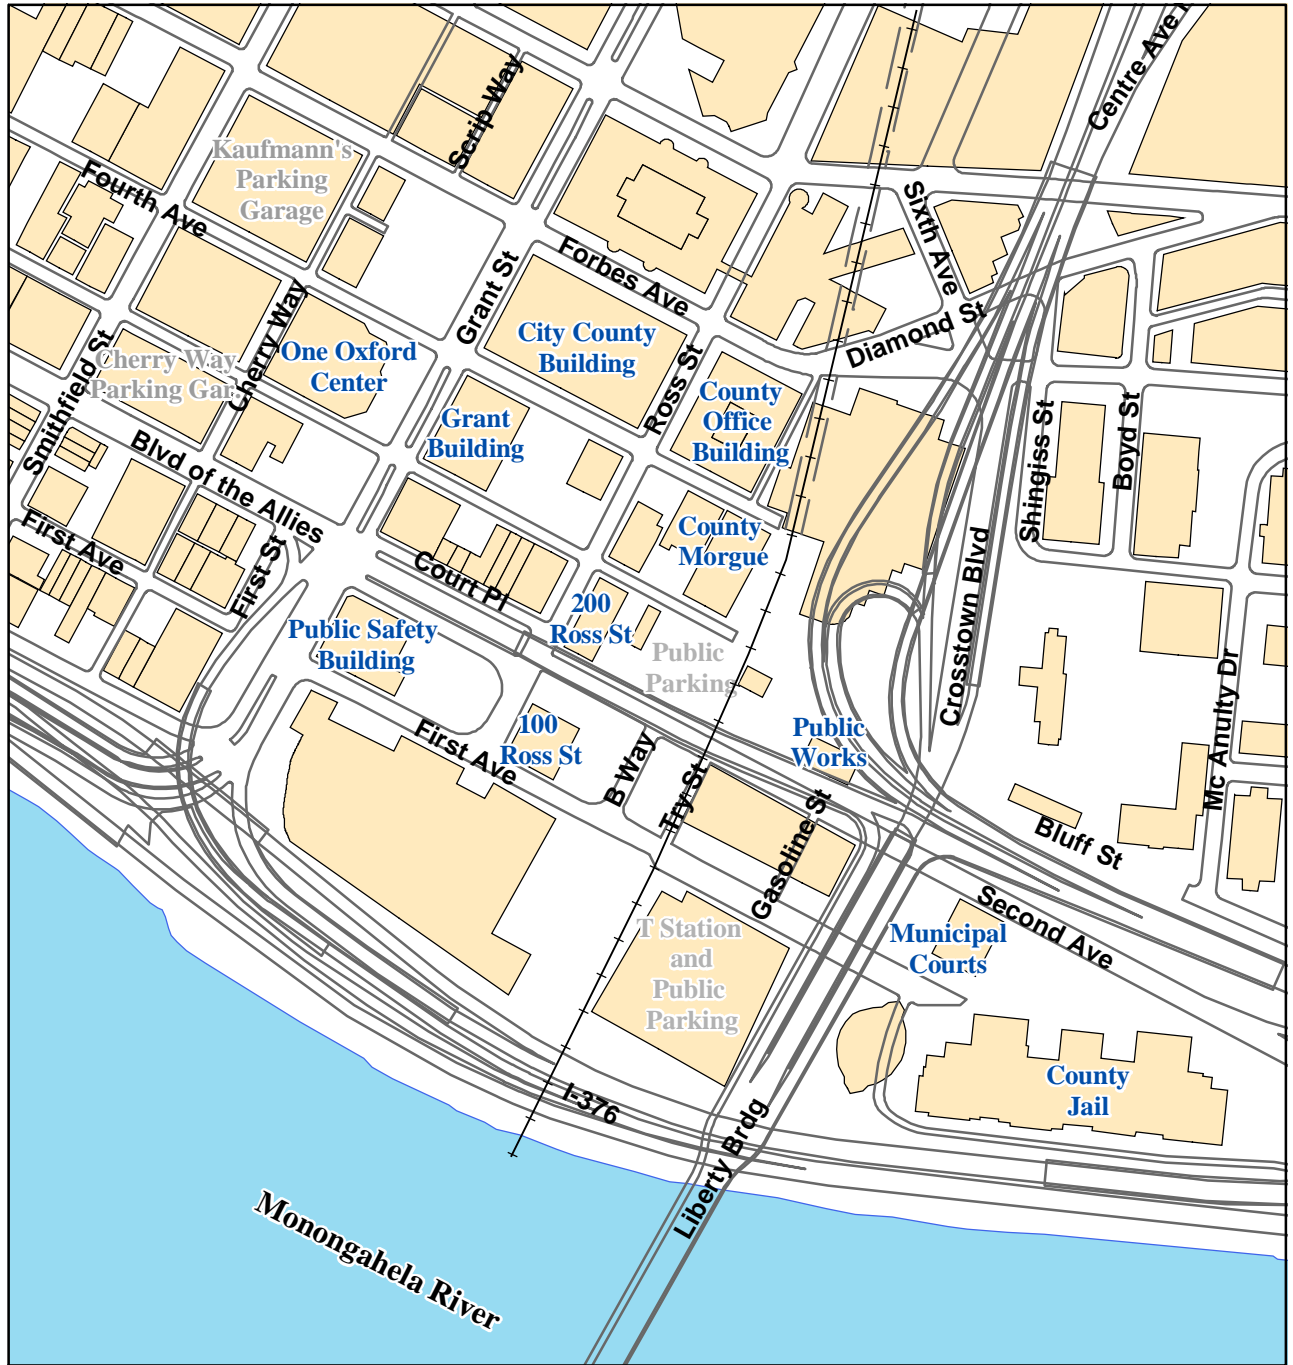 Centre Ave
Scrip Way
Kaufmann's
Parking
Garage
Fourth Ave
Sixth Ave
Forbes Ave
Grant St
Diamond St
City County
Building
One Oxford
Center
Cherry Way
Cherry Way
Parking Gar.
Smithfield St
Ross St
County
Office
Building
Grant
Building
Shingiss St
Boyd St
Blvd of the Allies
First Ave
First St
County
Morgue
Court Pl
200
Ross St
Public Safety
Building
Public
Parking
Crosstown Blvd
Mc Anulty Dr
100
Ross St
First Ave
B Way
Try St
Public
Works
Gasoline St
Bluff St
Second Ave
Municipal
Courts
T Station
and
Public
Parking
County
Jail
I-376
Liberty Brdg
Monongahela River